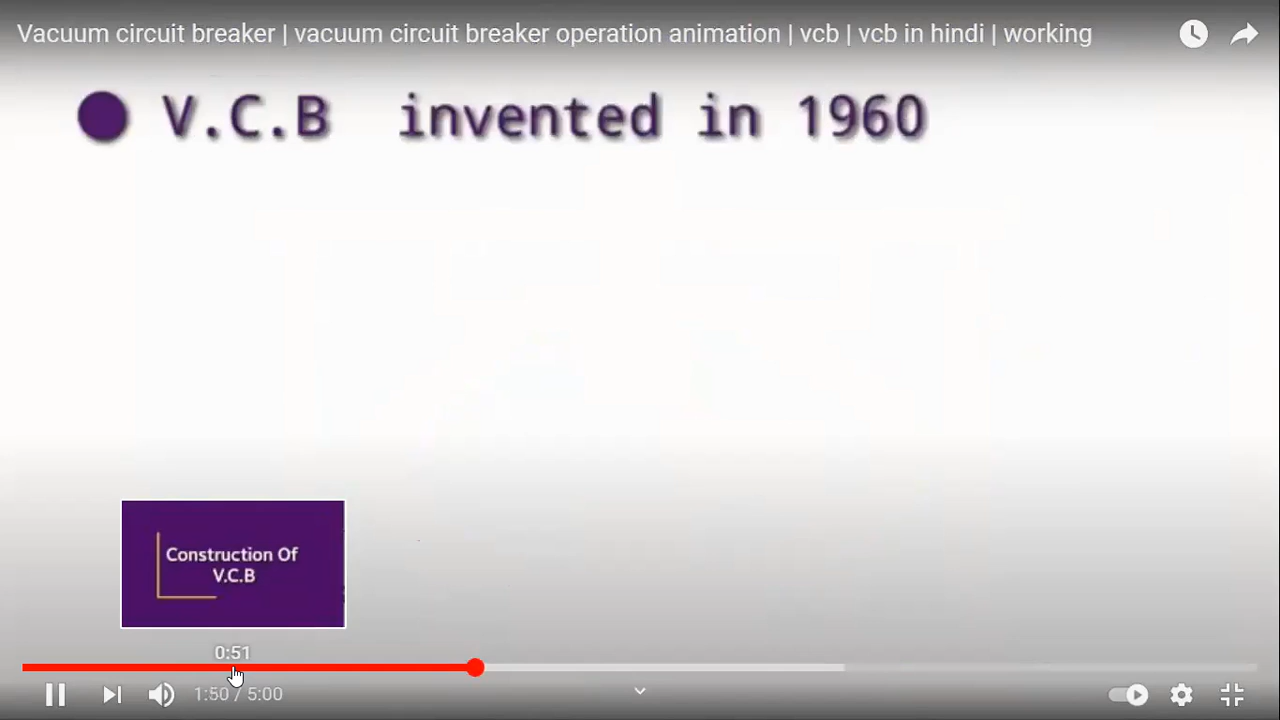 Vacuum circuit breaker | vacuum circuit breaker operation animation | vcb | vcb in hindi | working
V.C.B invented in 1960
Construction Of
V.C.B
0:51
1:50 / 5:00